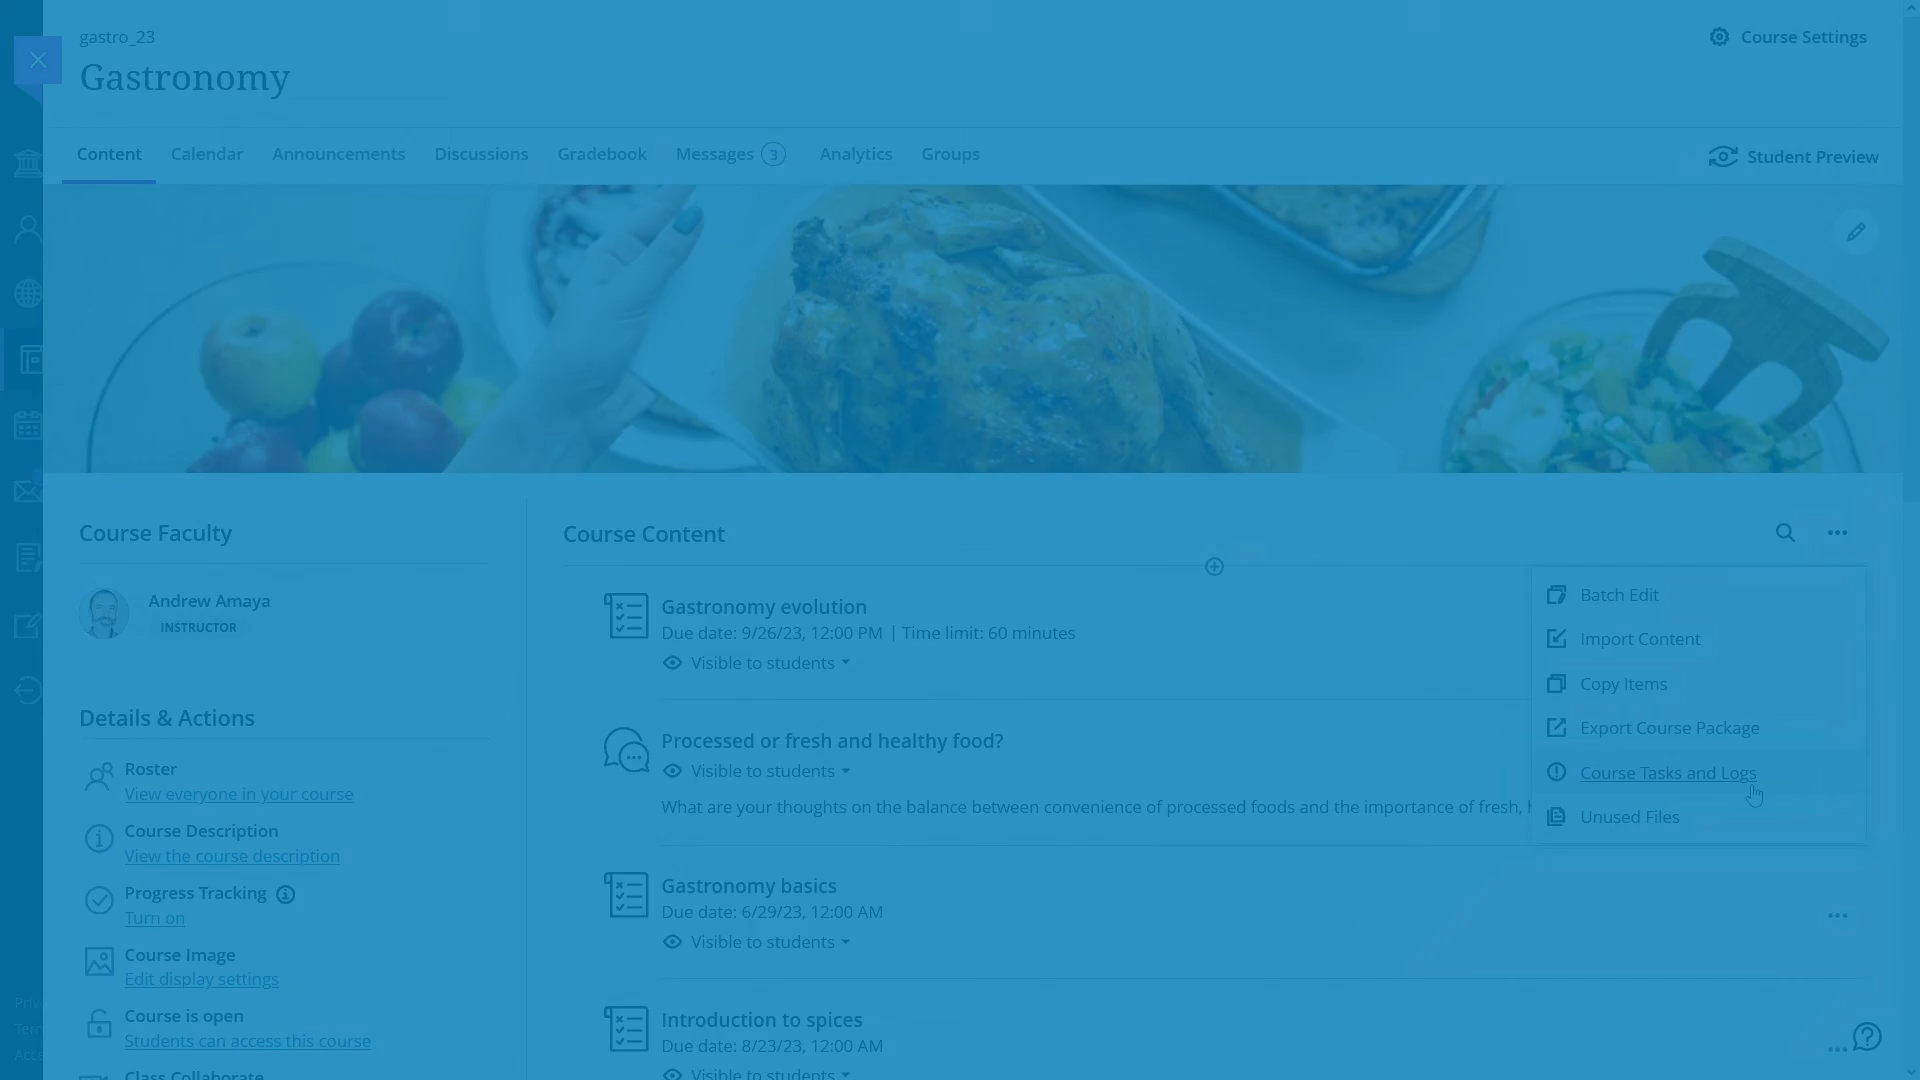 gastro_23
Course Settings
Gastronomy
Content Calendar Announcements Discussions Gradebook Messages 3 Analytics Groups
Student Preview
Course Faculty
Andrew Amaya
INSTRUCTOR
Details & Actions
Roster
View everyone in your course
Course Description
View the course description
Progress Tracking
Turn on
Course Image
Edit display settings
Course is open
Students can access this course
Class Collaborate
Course Content
Gastronomy evolution
Due date: 9/26/23, 12:00 PM | Time limit: 60 minutes
Visible to students
Processed or fresh and healthy food?
Visible to students
What are your thoughts on the balance between convenience of processed foods and the importance of fresh,
Gastronomy basics
Due date: 6/29/23, 12:00 AM
Visible to students
Introduction to spices
Due date: 8/23/23, 12:00 AM
Visible to students
Batch Edit
Import Content
Copy Items
Export Course Package
Course Tasks and Logs
Unused Files